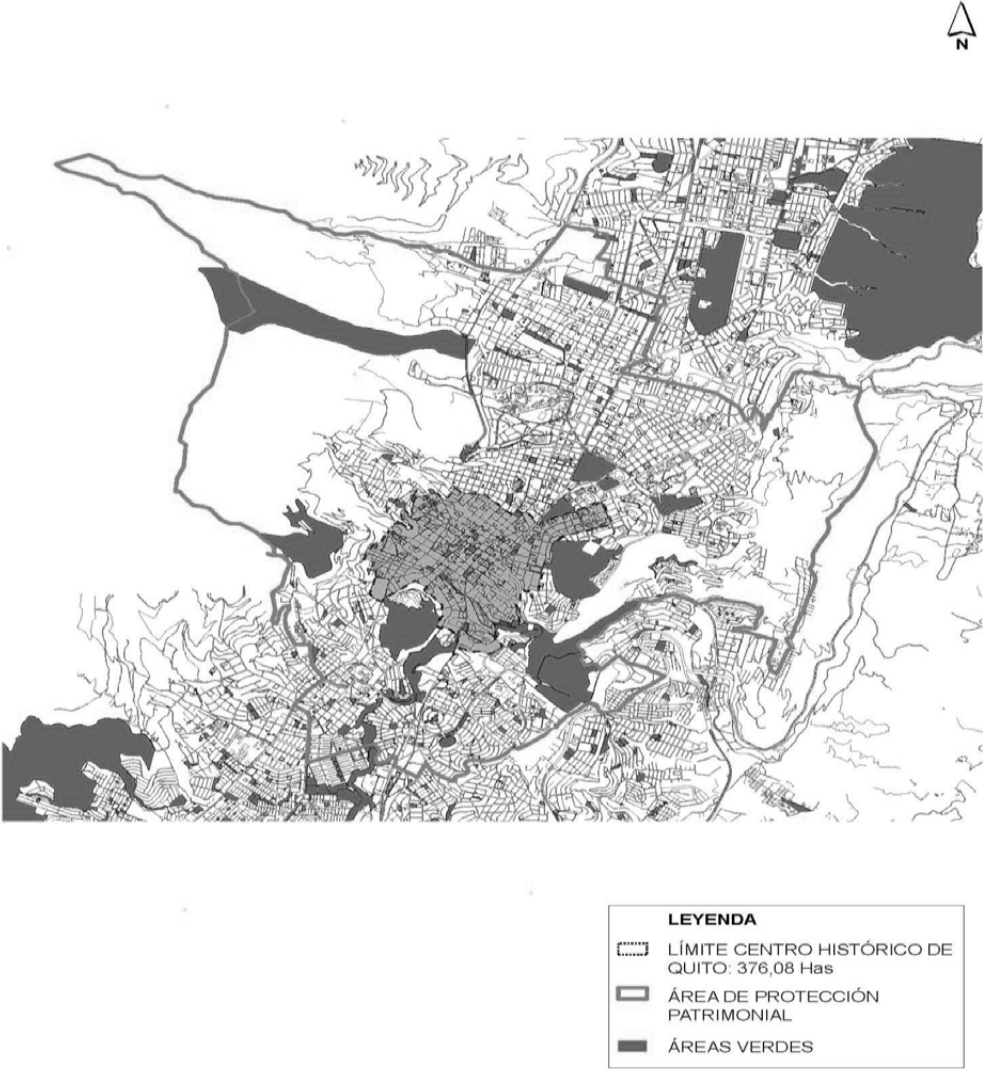 N
LEYENDA
LÍMITE CENTRO HISTÓRICO DE
QUITO: 376,08 Has
ÁREA DE PROTECCIÓN
PATRIMONIAL
ÁREAS VERDES